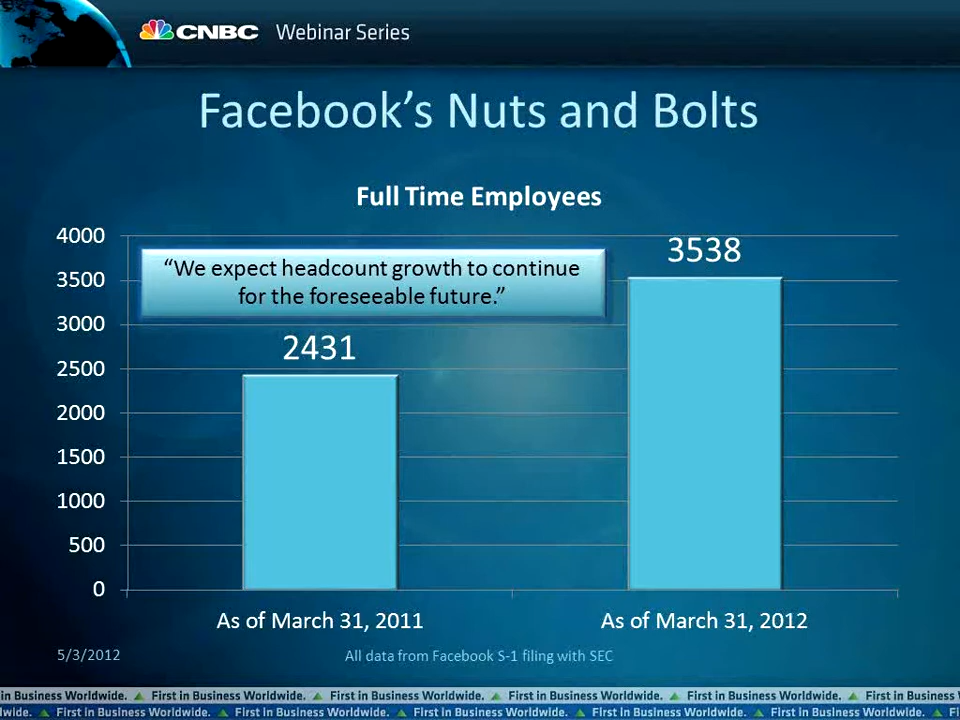 CNBC Webinar Series
Facebook's Nuts and Bolts
Full Time Employees
4000
3500
3000
2500
2000
1500
1000
500
0
“We expect headcount growth to continue
for the foreseeable future.”
2431
3538
As of March 31, 2011
As of March 31, 2012
5/3/2012
All data from Facebook S-1 filing with SEC
in Business Worldwide. First in Business Worldwide. First in Business Worldwide. First in Business Worldwide. First in Business Worldwide. First in Business
lwide. First in Business Worldwide. First in Business Worldwide. First in Business Worldwide. First in Business Worldwide. First in Business Worldwide. Fi